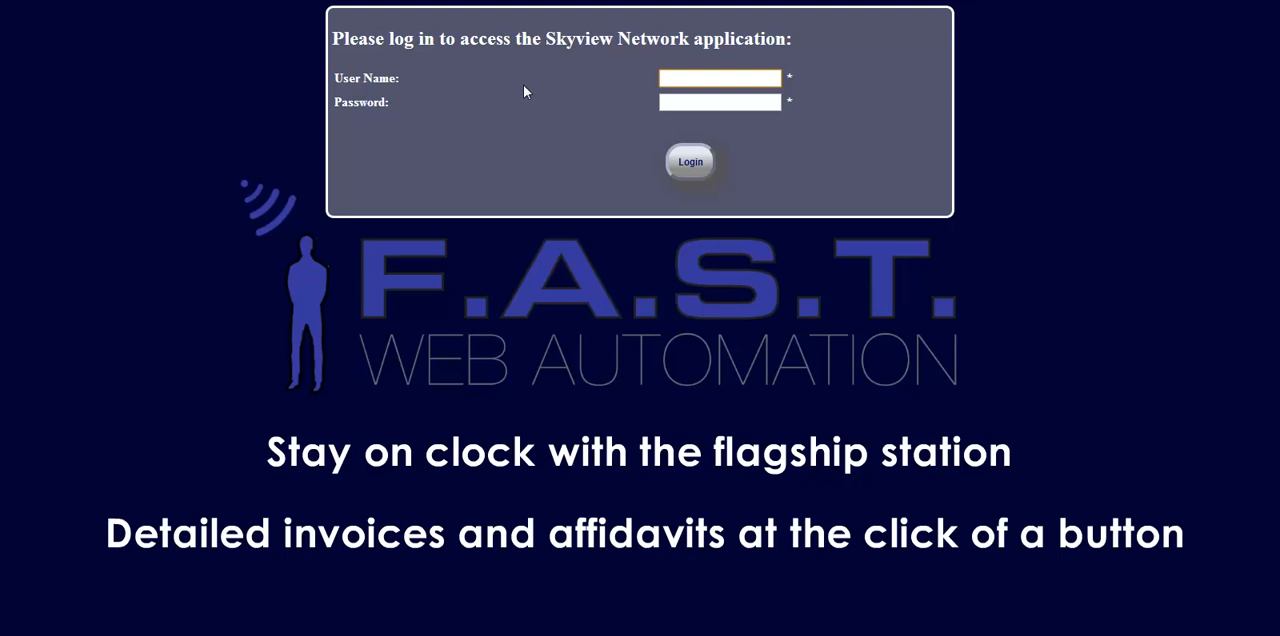 Please log in to access the Skyview Network application:
User Name: *
Password: *
Login
F.A.S.T.
WEB AUTOMATION
Stay on clock with the flagship station
Detailed invoices and affidavits at the click of a button